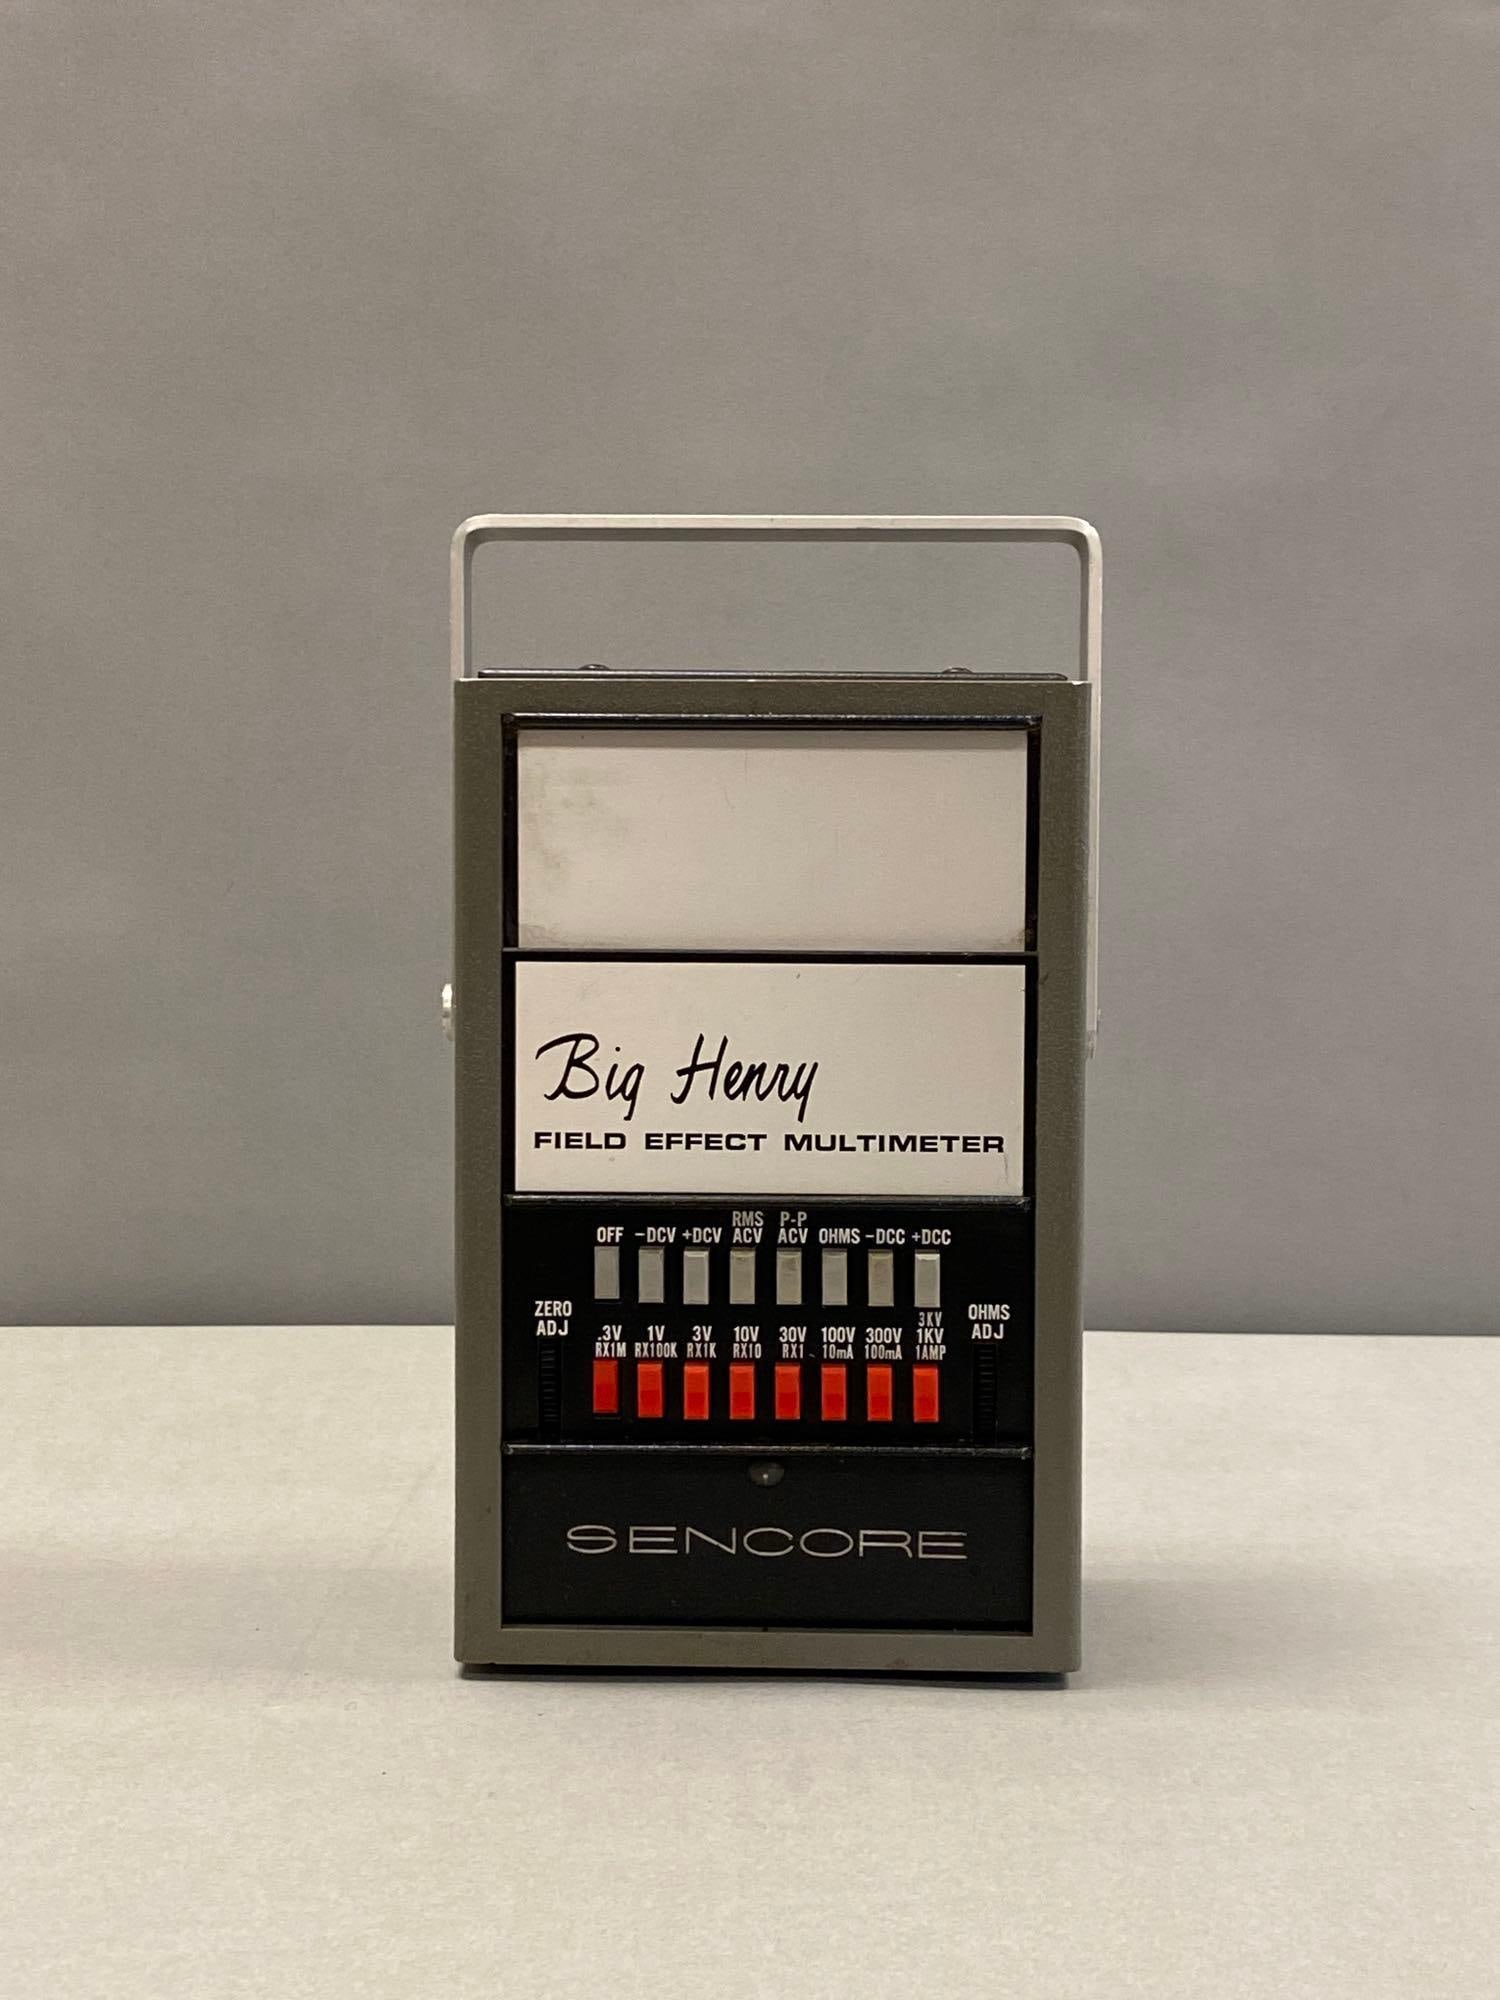 Big Henry
FIELD EFFECT MULTIMETER
RMS P-P
OFF -DCV +DCV ACV ACV OHMS -DCC +DCC
ZERO ADJ
OHMS ADJ
3KV
.3V 1V 3V 10V 30V 100V 300V 1KV
RX1M RX100K RX1K RX10 RX1 10mA 100mA 1AMP
SENCORE